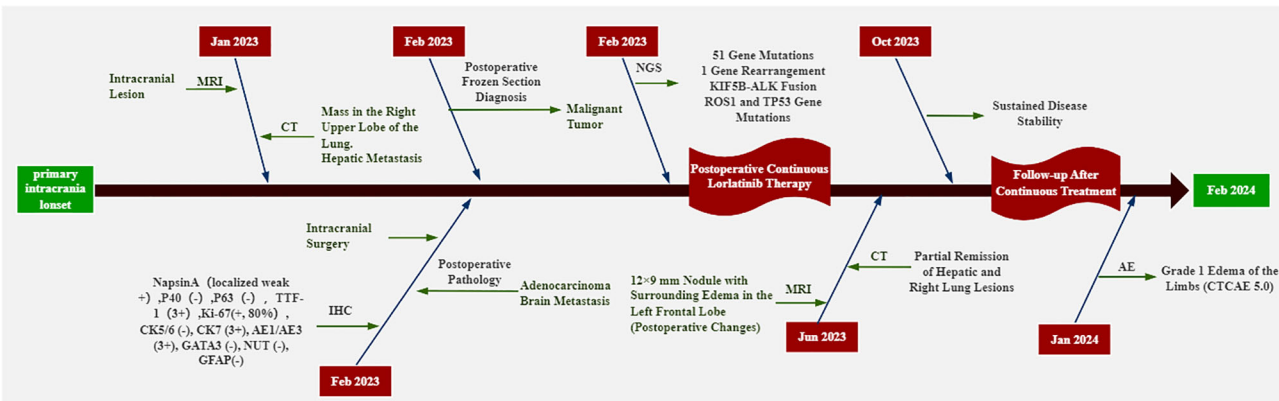 Jan 2023
Feb 2023
Feb 2023
Oct 2023
Intracranial
Lesion
MRI
CT
Mass in the Right
Upper Lobe of the
Lung.
Hepatic Metastasis
Postoperative
Frozen Section
Diagnosis
Malignant
Tumor
NGS
51 Gene Mutations
1 Gene Rearrangement
KIF5B-ALK Fusion
ROS1 and TP53 Gene
Mutations
Sustained Disease
Stability
primary
intracrania
lonset
Postoperative Continuous
Lorlatinib Therapy
Follow-up After
Continuous Treatment
Feb 2024
Intracranial
Surgery
Postoperative
Pathology
Adenocarcinoma
Brain Metastasis
NapsinA（localized weak
+）,P40（-）,P63（-）, TTF-
1（3+）,Ki-67(+, 80%）,
CK5/6 (-), CK7 (3+), AE1/AE3
(3+), GATA3 (-), NUT (-),
GFAP(-)
IHC
Feb 2023
12×9 mm Nodule with
Surrounding Edema in the
Left Frontal Lobe
(Postoperative Changes)
MRI
CT
Partial Remission
of Hepatic and
Right Lung Lesions
Jun 2023
AE
Grade 1 Edema of the
Limbs (CTCAE 5.0)
Jan 2024